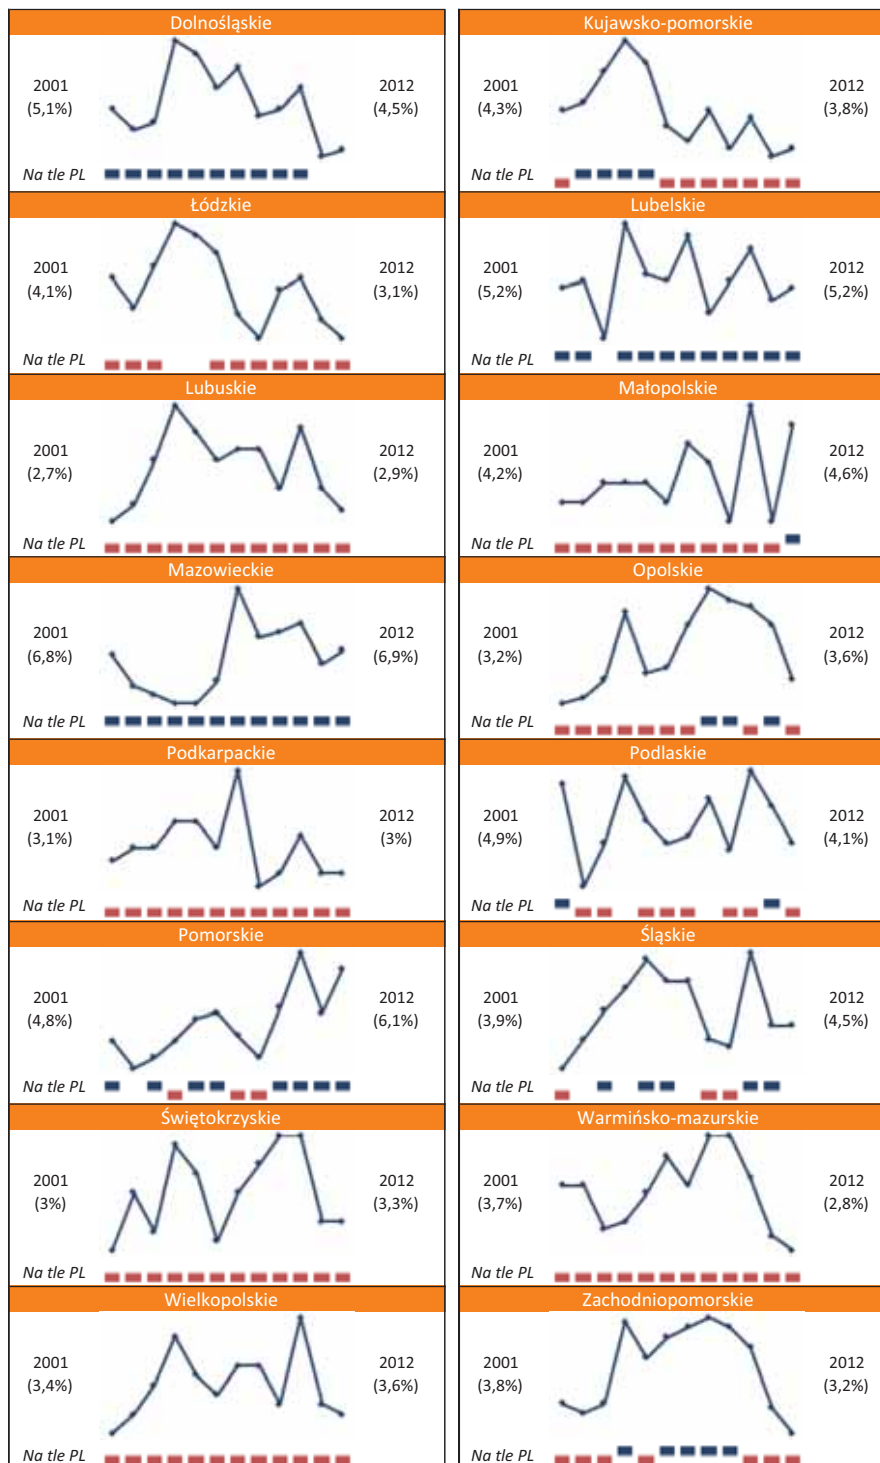 Dolnośląskie
2001
(5,1%)
2012
(4,5%)
Na tle PL
Kujawsko-pomorskie
2001
(4,3%)
2012
(3,8%)
Na tle PL
Łódzkie
2001
(4,1%)
2012
(3,1%)
Na tle PL
Lubelskie
2001
(5,2%)
2012
(5,2%)
Na tle PL
Lubuskie
2001
(2,7%)
2012
(2,9%)
Na tle PL
Małopolskie
2001
(4,2%)
2012
(4,6%)
Na tle PL
Mazowieckie
2001
(6,8%)
2012
(6,9%)
Na tle PL
Opolskie
2001
(3,2%)
2012
(3,6%)
Na tle PL
Podkarpackie
2001
(3,1%)
2012
(3%)
Na tle PL
Podlaskie
2001
(4,9%)
2012
(4,1%)
Na tle PL
Pomorskie
2001
(4,8%)
2012
(6,1%)
Na tle PL
Śląskie
2001
(3,9%)
2012
(4,5%)
Na tle PL
Świętokrzyskie
2001
(3%)
2012
(3,3%)
Na tle PL
Warmińsko-mazurskie
2001
(3,7%)
2012
(2,8%)
Na tle PL
Wielkopolskie
2001
(3,4%)
2012
(3,6%)
Na tle PL
Zachodniopomorskie
2001
(3,8%)
2012
(3,2%)
Na tle PL